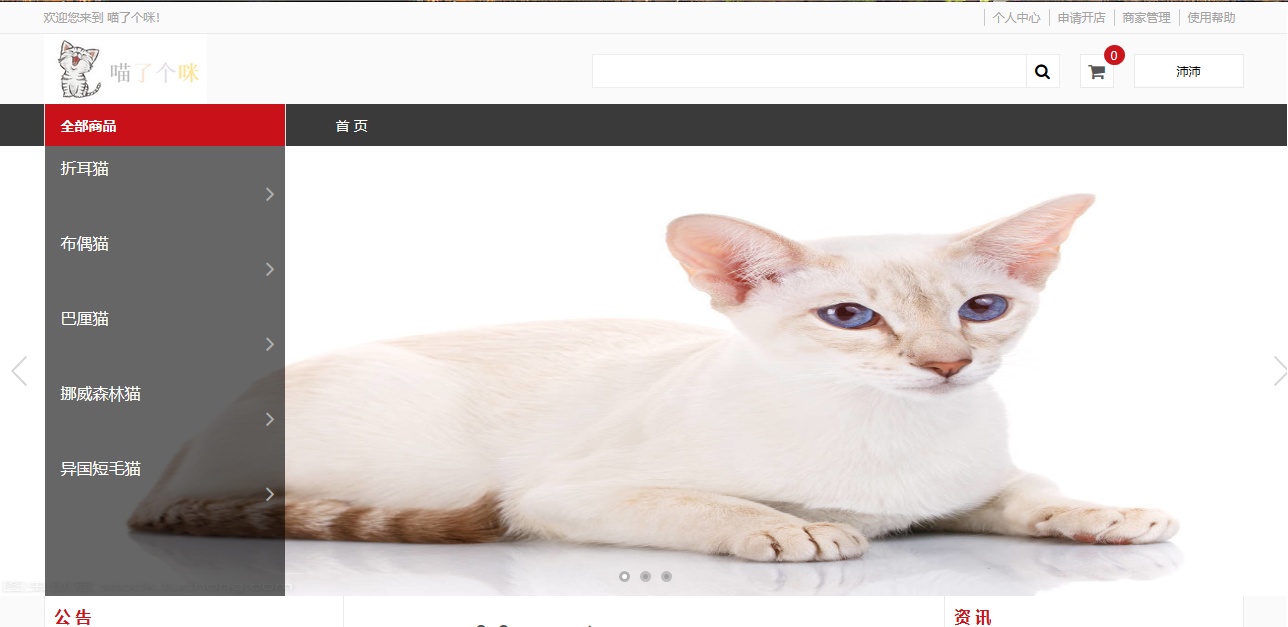 欢迎您来到 喵了个咪!
个人中心 申请开店 商家管理 使用帮助
喵了个咪
0
沛沛
全部商品
首 页
折耳猫
布偶猫
巴厘猫
挪威森林猫
异国短毛猫
公 告
资 讯